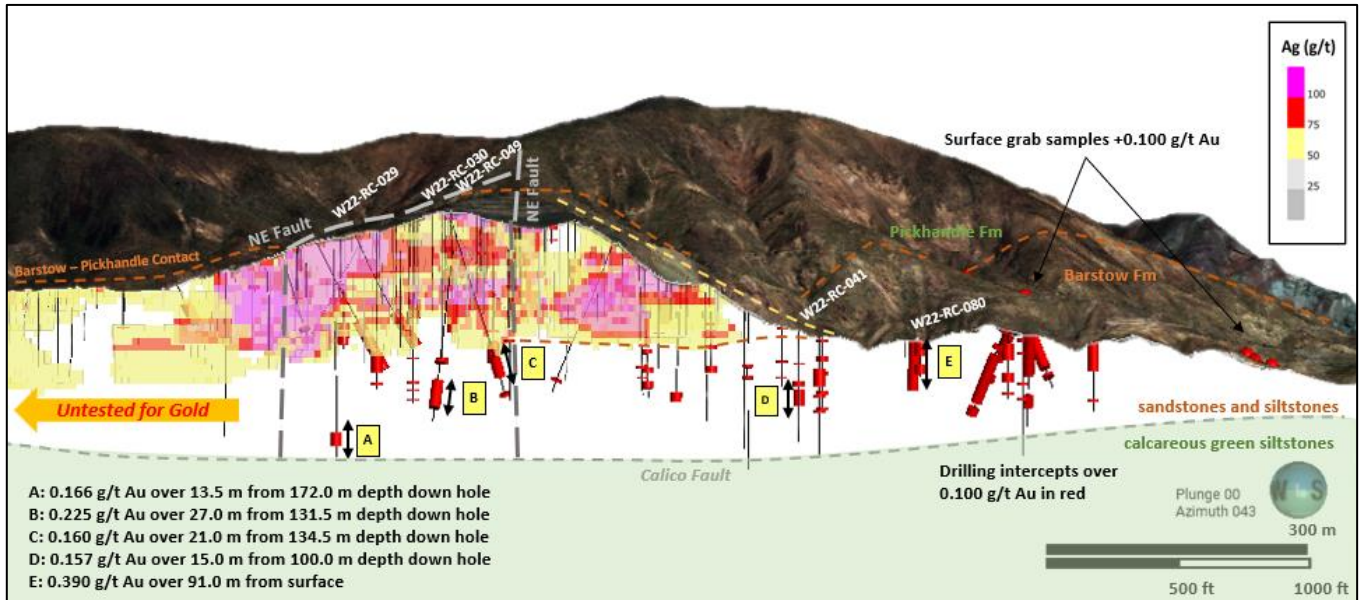 Ag (g/t)
100
75
50
25
Surface grab samples +0.100 g/t Au
W22-RC-029
W22-RC-030
W22-RC-049
NE Fault
NE Fault
Barstow – Pickhandle Contact
Pickhandle Fm
Barstow Fm
W22-RC-041
W22-RC-080
C
E
B
D
A
Untested for Gold
sandstones and siltstones
calcareous green siltstones
Calico Fault
Drilling intercepts over
0.100 g/t Au in red
Plunge 00
Azimuth 043
W S
300 m
500 ft 1000 ft
A: 0.166 g/t Au over 13.5 m from 172.0 m depth down hole
B: 0.225 g/t Au over 27.0 m from 131.5 m depth down hole
C: 0.160 g/t Au over 21.0 m from 134.5 m depth down hole
D: 0.157 g/t Au over 15.0 m from 100.0 m depth down hole
E: 0.390 g/t Au over 91.0 m from surface